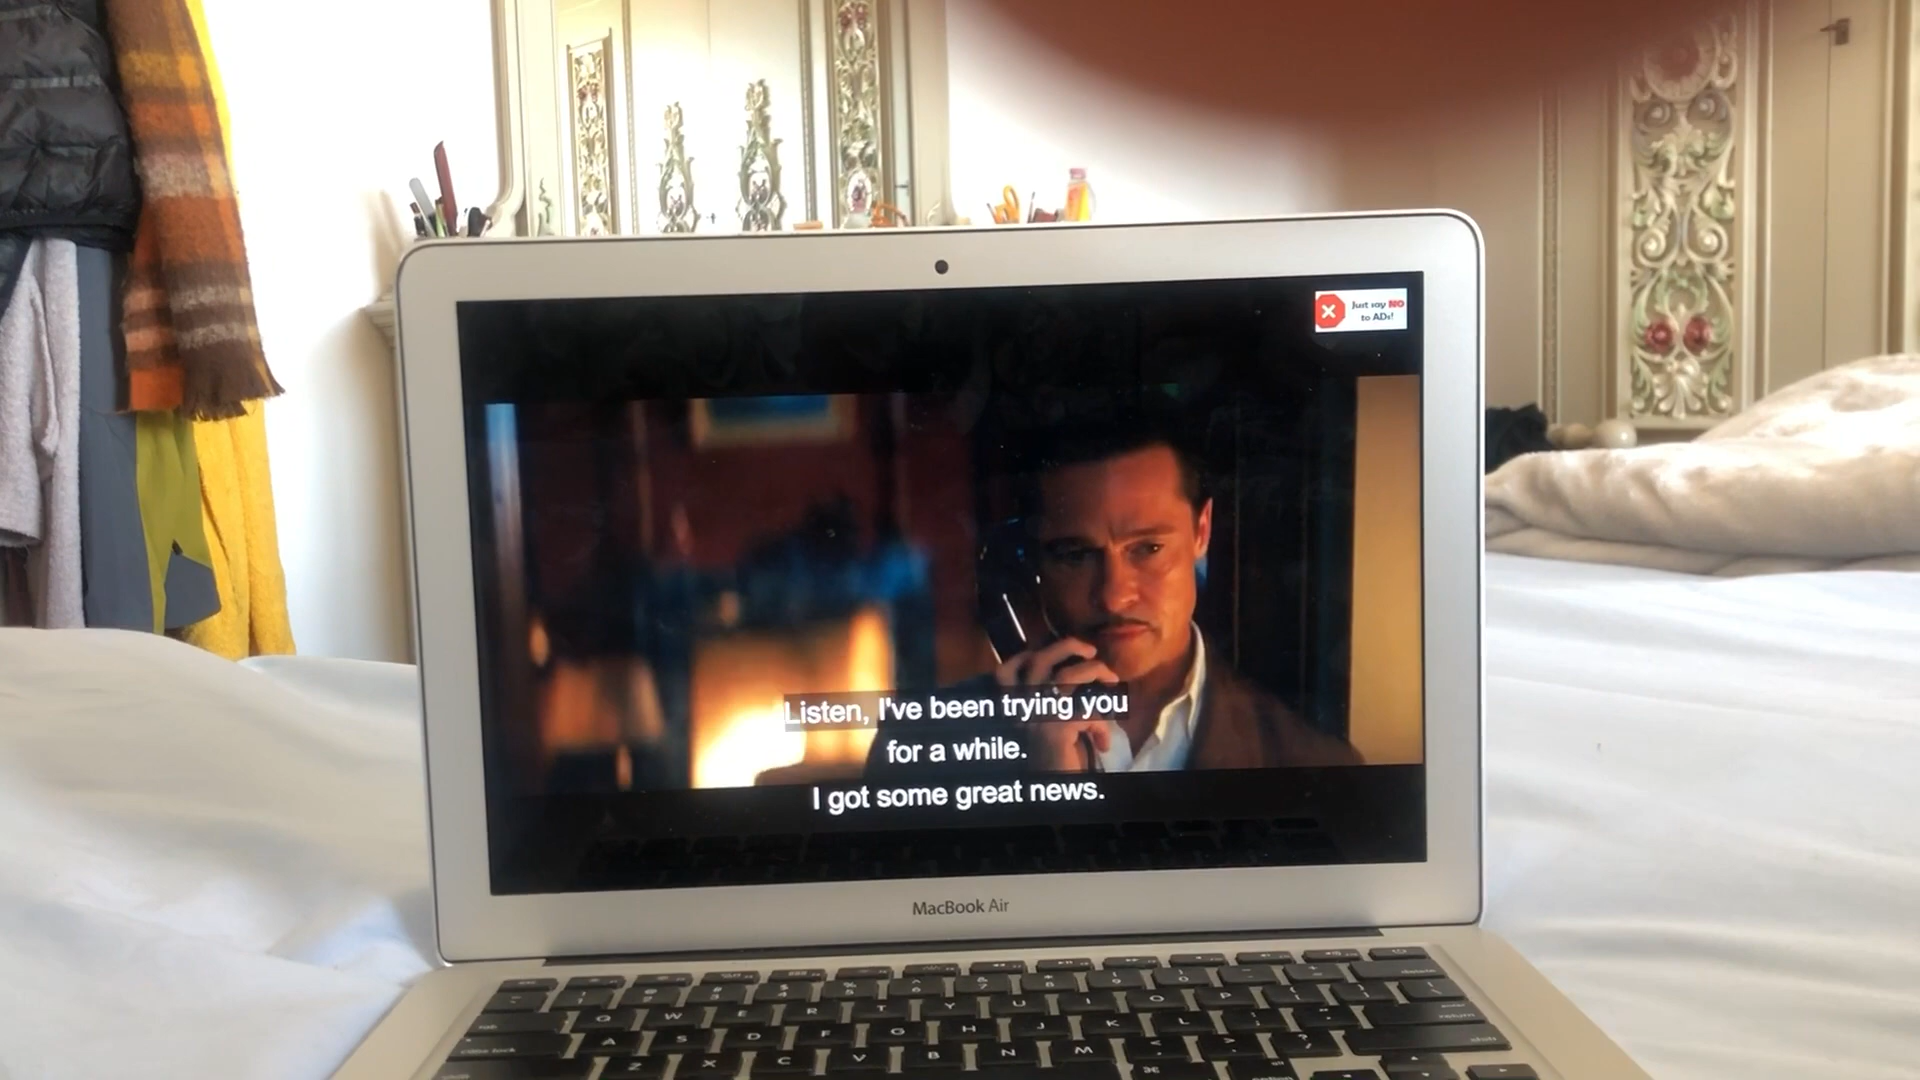 Just say NO
to ADs!
Listen, I've been trying you
for a while.
I got some great news.
MacBook Air
Q W E R T Y U I O P
A S D F G H J K L
Z X C V B N M